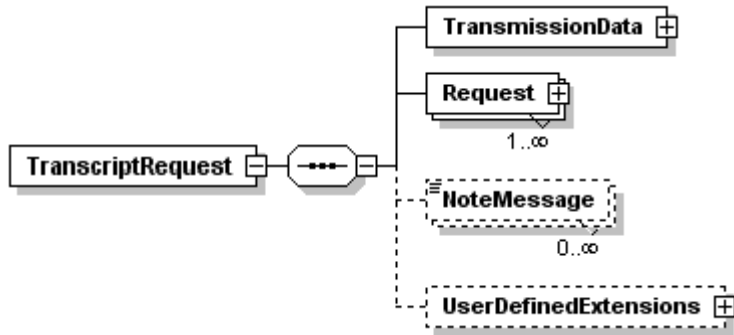 TransmissionData
Request
1..∞
TranscriptRequest
NoteMessage
0..∞
UserDefinedExtensions